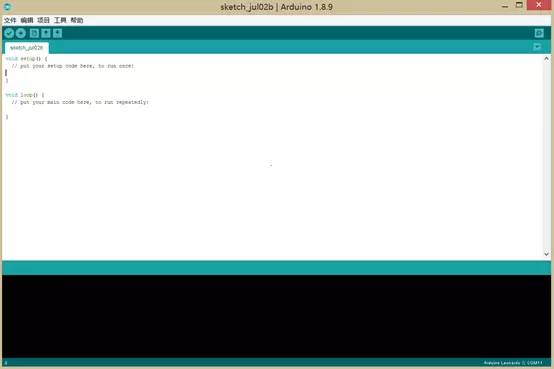 sketch_jul02b | Arduino 1.8.9
文件 编辑 项目 工具 帮助
sketch_jul02b
void setup() {
// put your setup code here, to run once:
}
void loop() {
// put your main code here, to run repeatedly:
}
3
Arduino Leonardo 在 COM11